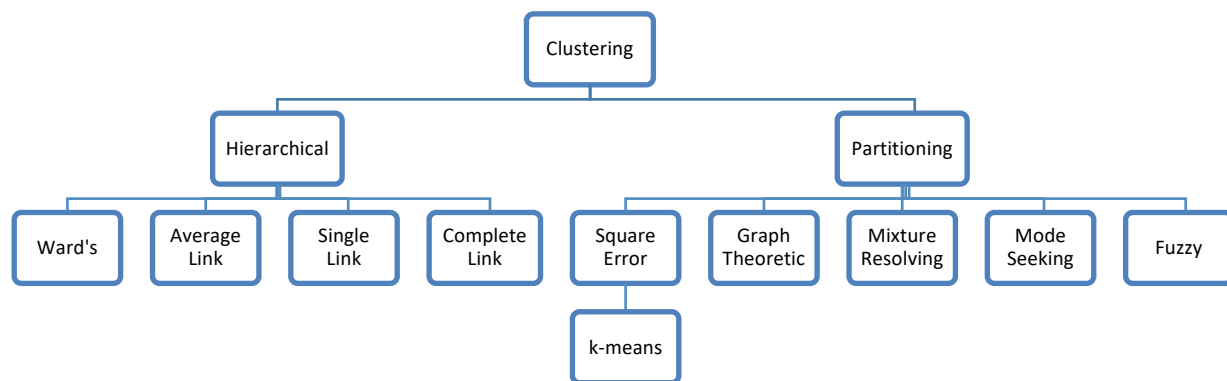 Clustering
Hierarchical
Partitioning
Ward's
Average
Link
Single
Link
Complete
Link
Square
Error
Graph
Theoretic
Mixture
Resolving
Mode
Seeking
Fuzzy
k-means